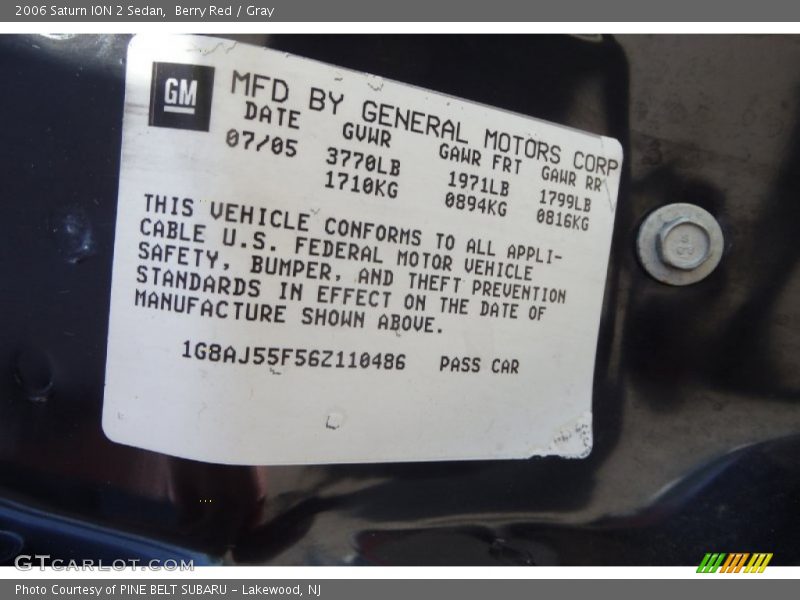 2006 Saturn ION 2 Sedan,  Berry Red / Gray
GM
MFD BY GENERAL MOTORS CORP
DATE GVWR GAWR FRT GAWR RR
07/05 3770LB 1971LB 1799LB
1710KG 0894KG 0816KG
THIS VEHICLE CONFORMS TO ALL APPLI-
CABLE U.S. FEDERAL MOTOR VEHICLE
SAFETY, BUMPER, AND THEFT PREVENTION
STANDARDS IN EFFECT ON THE DATE OF
MANUFACTURE SHOWN ABOVE.
1G8AJ55F56Z110486 PASS CAR
GTCARLOT.COM
Photo Courtesy of PINE BELT SUBARU - Lakewood, NJ